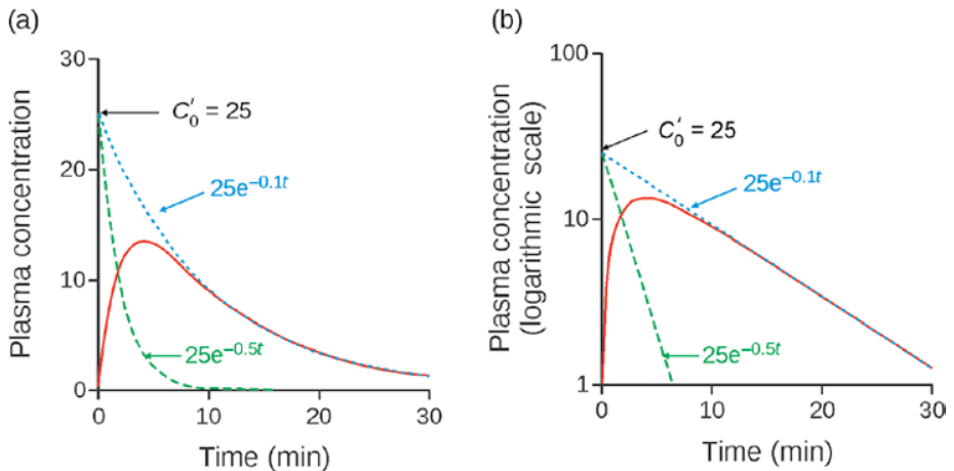 (a)
30
20
10
0
0
10
20
30
Plasma concentration
Time (min)
C′0 = 25
25e−0.1t
25e−0.5t
(b)
100
10
1
0
10
20
30
Plasma concentration
(logarithmic scale)
Time (min)
C′0 = 25
25e−0.1t
25e−0.5t